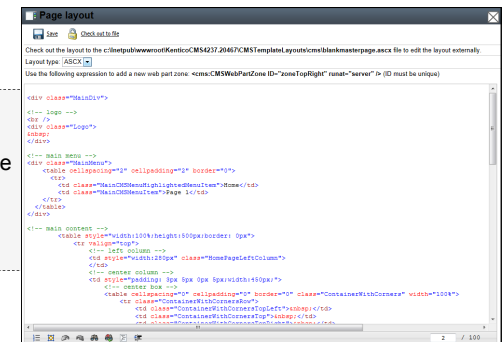 Page layout
Save Check out to file
Check out the layout to the c:\Inetpub\wwwroot\KenticoCMS4237.20467\CMSTemplateLayouts\cms\blankmasterpage.ascx file to edit the layout externally.
Layout type: ASCX
Use the following expression to add a new web part zone: <cms:CMSWebPartZone ID="zoneTopRight" runat="server" /> (ID must be unique)
<div class="MainDiv">
<!-- logo -->
<br />
<div class="Logo">
&nbsp;
</div>
e
<!-- main menu -->
<div class="MainMenu">
<table cellspacing="2" cellpadding="2" border="0">
<tr>
<td class="MainCMSMenuHighlightedMenuItem">Home</td>
<td class="MainCMSMenuItem">Page 1</td>
</tr>
</table>
</div>
<!-- main content -->
<table style="width:100%;height:500px;border: 0px">
<tr valign="top">
<!-- left column -->
<td style="width:280px" class="HomePageLeftColumn">
</td>
<!-- center column -->
<td style="padding: 3px 5px 0px 5px;width:450px;">
<!-- center box -->
<table cellspacing="0" cellpadding="0" border="0" class="ContainerWithCorners" width="100%">
<tr class="ContainerWithCornersRow">
<td class="ContainerWithCornersTopLeft">&nbsp;</td>
<td class="ContainerWithCornersTop">&nbsp;</td>
<td class="ContainerWithCornersTopRight">&nbsp;</td>
2 / 100